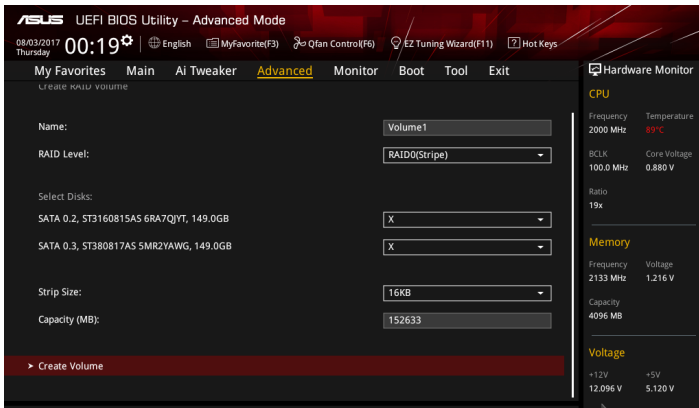 ASUS UEFI BIOS Utility – Advanced Mode
08/03/2017 Thursday 00:19 English MyFavorite(F3) Qfan Control(F6) EZ Tuning Wizard(F11) ? Hot Keys
My Favorites Main Ai Tweaker Advanced Monitor Boot Tool Exit
Create RAID Volume
Name: Volume1
RAID Level: RAID0(Stripe)
Select Disks:
SATA 0.2, ST3160815AS 6RA7QJYT, 149.0GB X
SATA 0.3, ST380817AS 5MR2YAWG, 149.0GB X
Strip Size: 16KB
Capacity (MB): 152633
Create Volume
Hardware Monitor
CPU
Frequency Temperature
2000 MHz 89°C
BCLK Core Voltage
100.0 MHz 0.880 V
Ratio
19x
Memory
Frequency Voltage
2133 MHz 1.216 V
Capacity
4096 MB
Voltage
+12V +5V
12.096 V 5.120 V